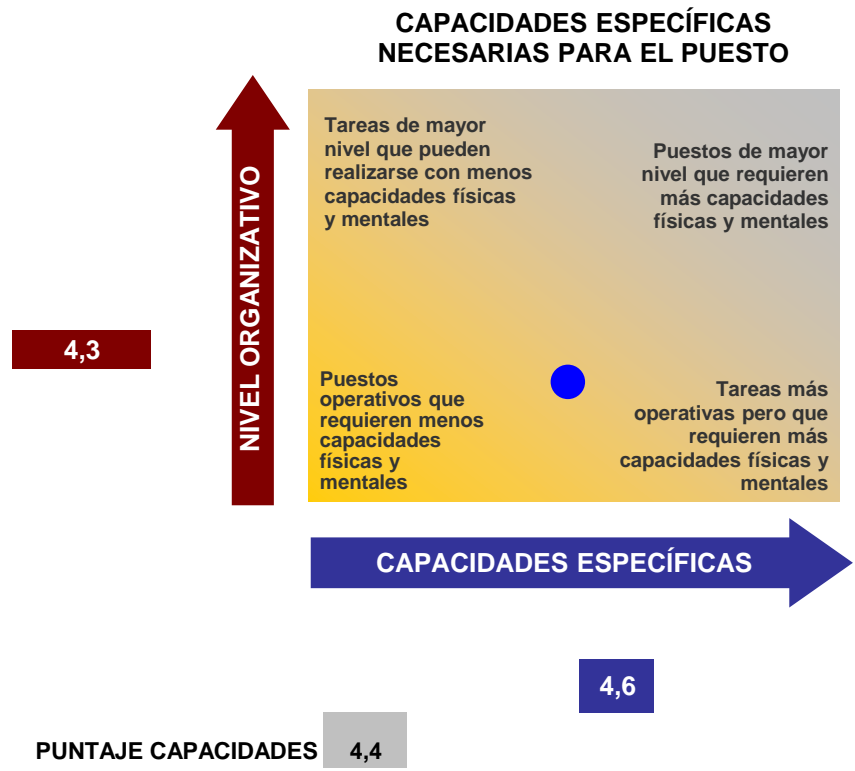 CAPACIDADES ESPECÍFICAS
NECESARIAS PARA EL PUESTO
NIVEL ORGANIZATIVO
Tareas de mayor
nivel que pueden
realizarse con menos
capacidades físicas
y mentales
Puestos de mayor
nivel que requieren
más capacidades
físicas y mentales
4,3
Puestos
operativos que
requieren menos
capacidades
físicas y
mentales
Tareas más
operativas pero que
requieren más
capacidades físicas y
mentales
CAPACIDADES ESPECÍFICAS
4,6
PUNTAJE CAPACIDADES 4,4